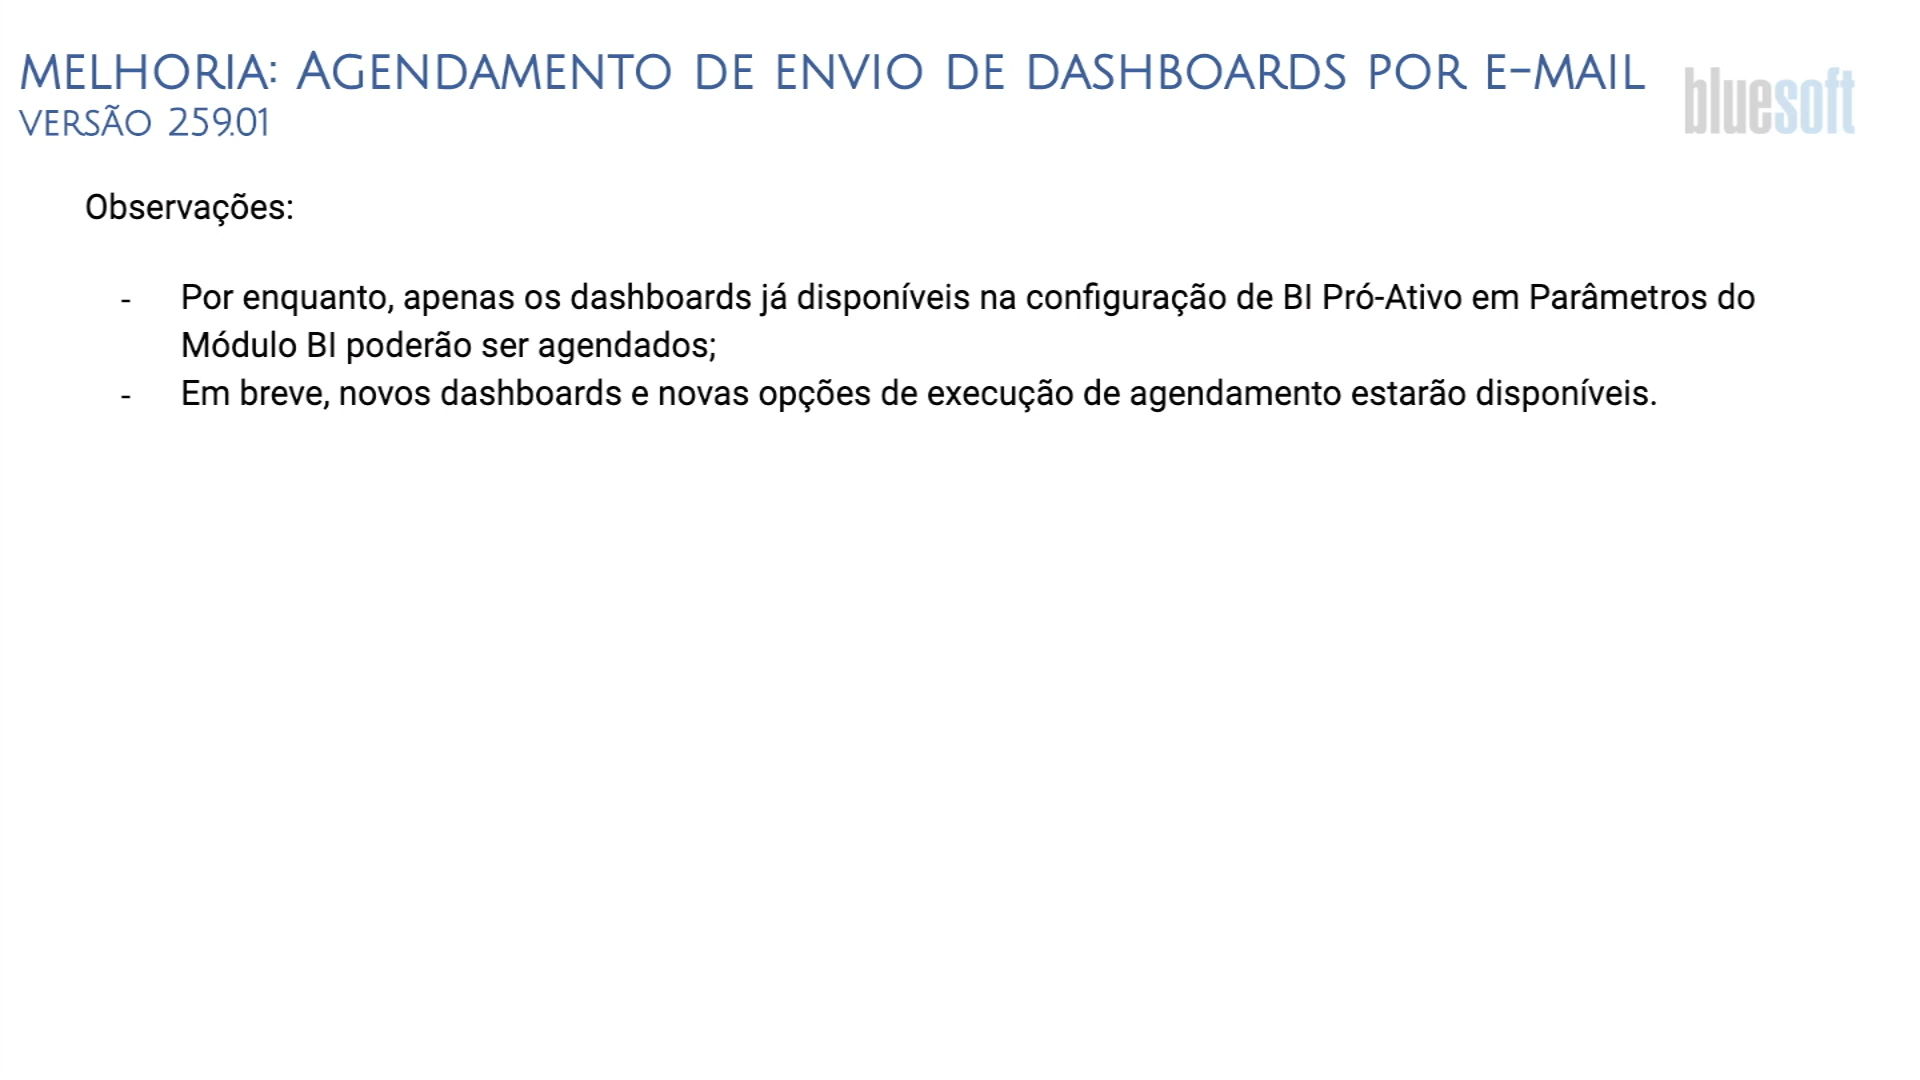 MELHORIA: AGENDAMENTO DE ENVIO DE DASHBOARDS POR E-MAIL
VERSÃO 259.01
bluesoft
Observações:
- Por enquanto, apenas os dashboards já disponíveis na configuração de BI Pró-Ativo em Parâmetros do
Módulo BI poderão ser agendados;
- Em breve, novos dashboards e novas opções de execução de agendamento estarão disponíveis.